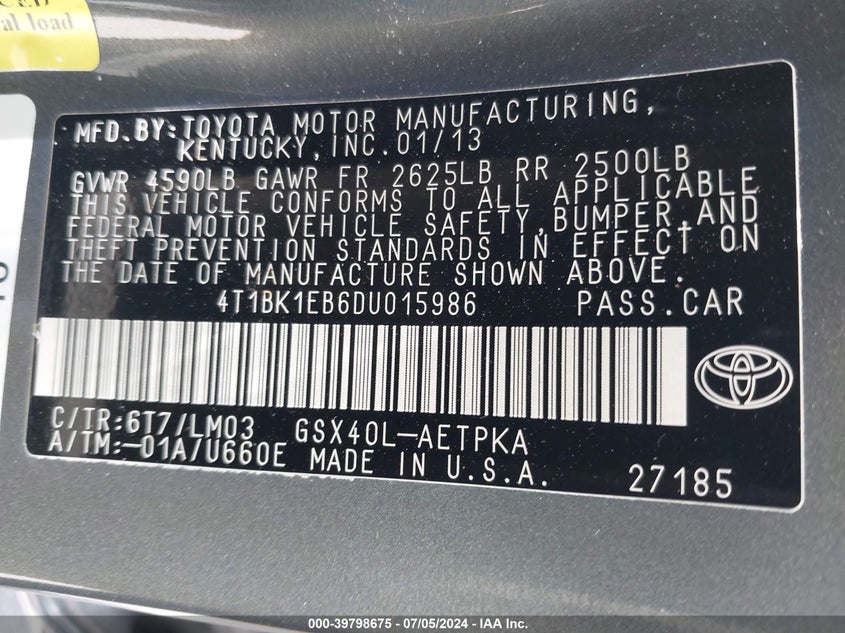 al load
MFD. BY: TOYOTA MOTOR MANUFACTURING,
KENTUCKY, INC. 01/13
GVWR 4590LB GAWR FR 2625LB RR 2500LB
THIS VEHICLE CONFORMS TO ALL APPLICABLE
FEDERAL MOTOR VEHICLE SAFETY, BUMPER, AND
THEFT PREVENTION STANDARDS IN EFFECT ON
THE DATE OF MANUFACTURE SHOWN ABOVE.
4T1BK1EB6DU015986 PASS.CAR
C/TR:6T7/LM03 GSX40L-AETPKA
A/TM:-01A/U660E MADE IN U.S.A. 27185
000-39798675 - 07/05/2024 - IAA Inc.